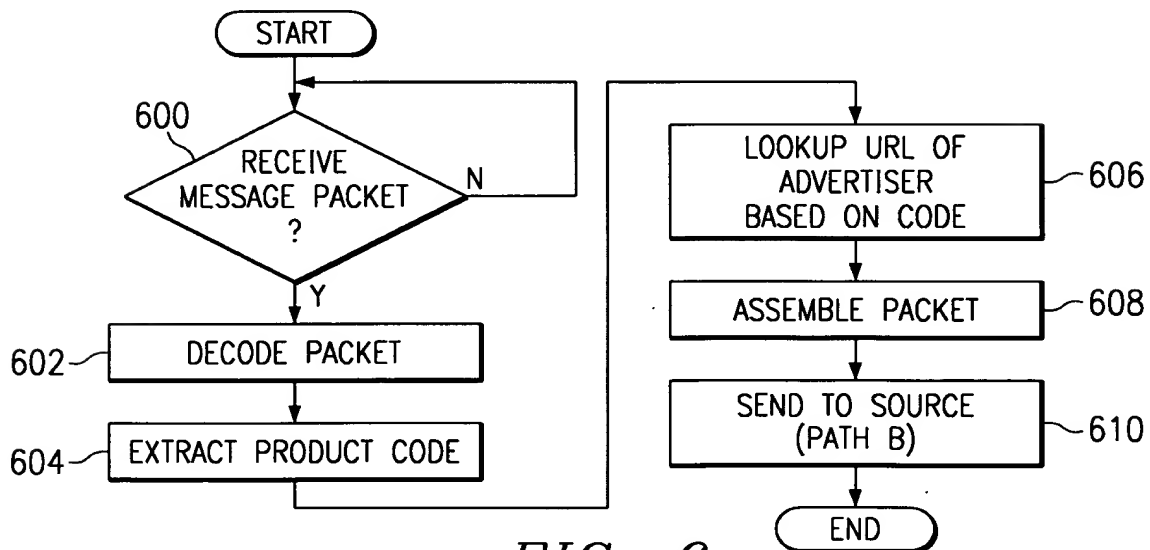 START
600
RECEIVE
MESSAGE PACKET
?
N
Y
602
DECODE PACKET
604
EXTRACT PRODUCT CODE
LOOKUP URL OF
ADVERTISER
BASED ON CODE
606
ASSEMBLE PACKET
608
SEND TO SOURCE
(PATH B)
610
END